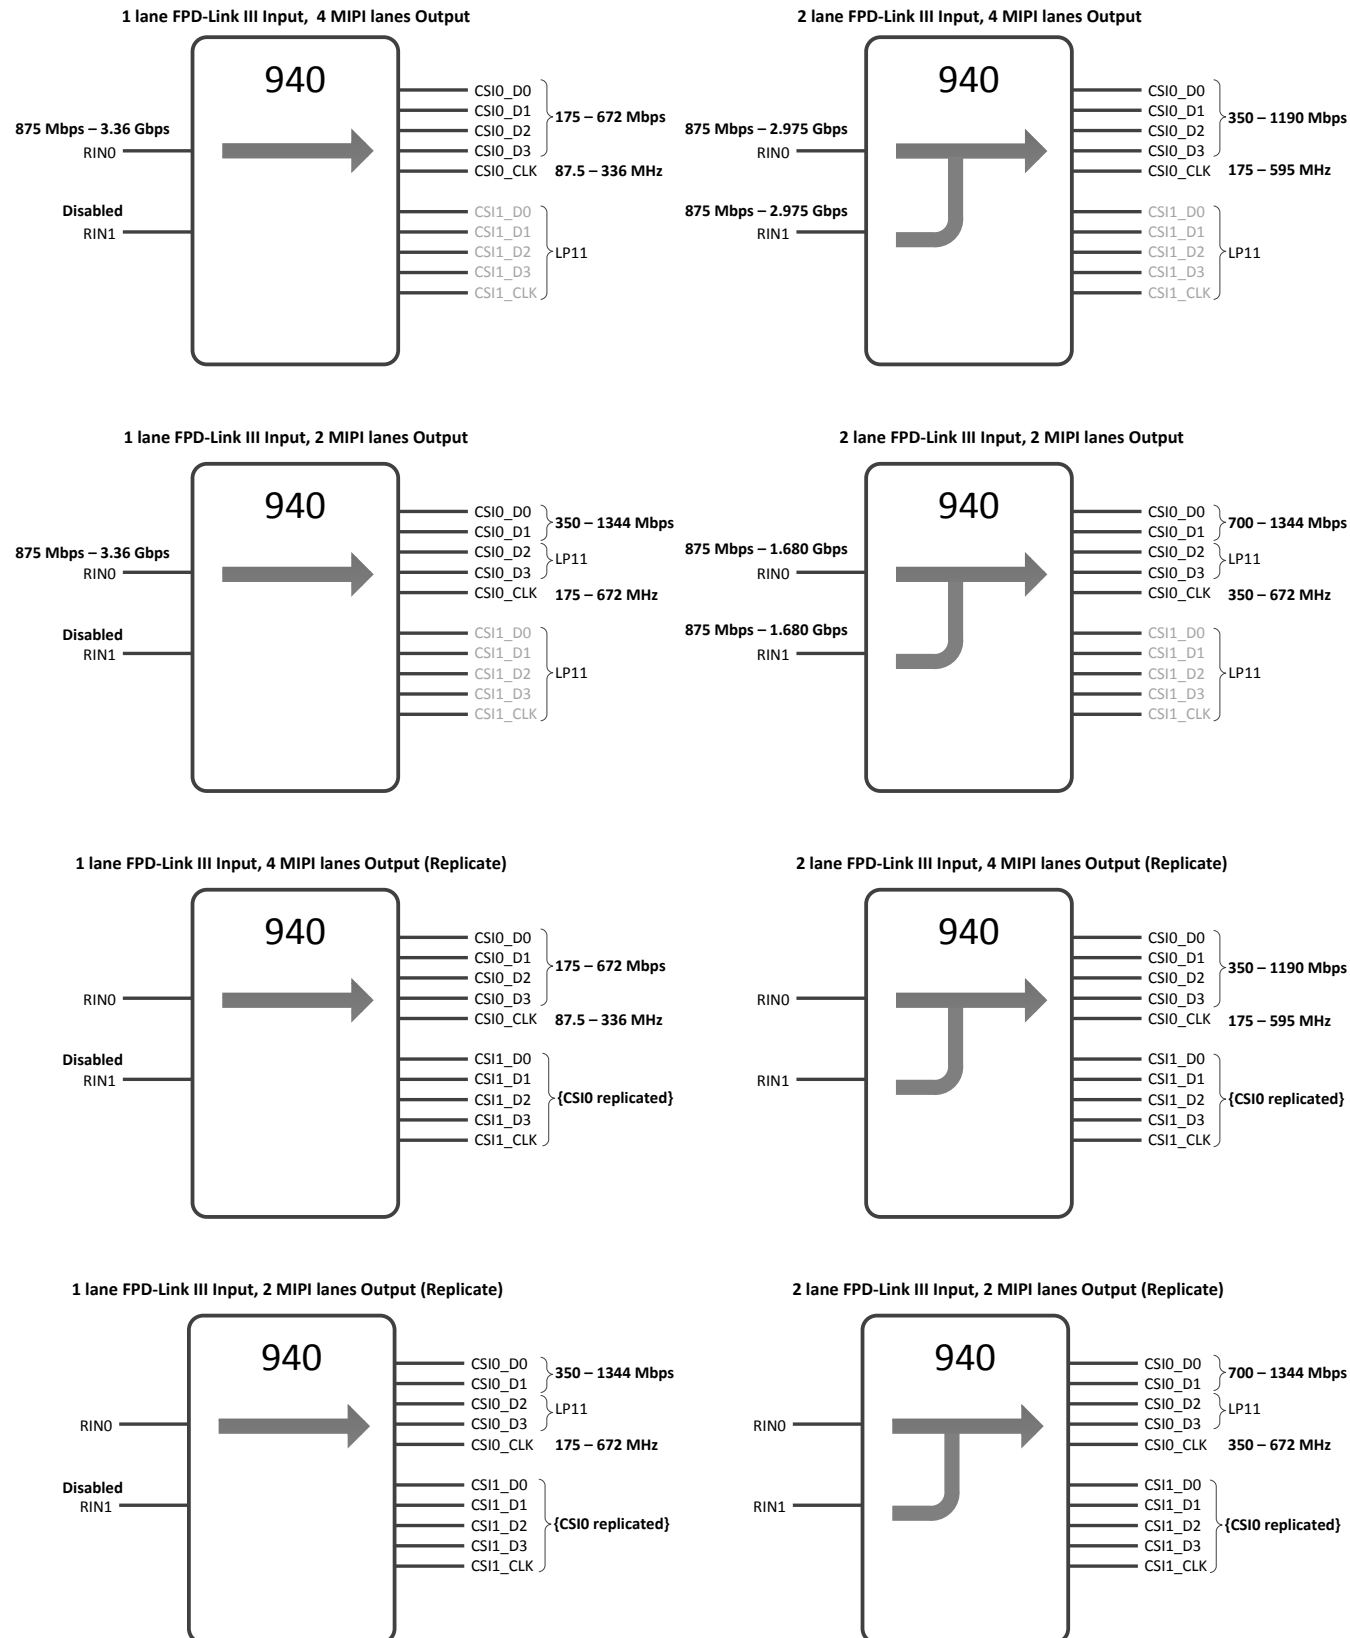 1 lane FPD-Link III Input, 4 MIPI lanes Output
940
875 Mbps – 3.36 Gbps
RIN0
Disabled
RIN1
CSI0_D0
CSI0_D1
CSI0_D2
CSI0_D3
CSI0_CLK
175 – 672 Mbps
87.5 – 336 MHz
CSI1_D0
CSI1_D1
CSI1_D2
CSI1_D3
CSI1_CLK
LP11
2 lane FPD-Link III Input, 4 MIPI lanes Output
940
875 Mbps – 2.975 Gbps
RIN0
875 Mbps – 2.975 Gbps
RIN1
CSI0_D0
CSI0_D1
CSI0_D2
CSI0_D3
CSI0_CLK
350 – 1190 Mbps
175 – 595 MHz
CSI1_D0
CSI1_D1
CSI1_D2
CSI1_D3
CSI1_CLK
LP11
1 lane FPD-Link III Input, 2 MIPI lanes Output
940
875 Mbps – 3.36 Gbps
RIN0
Disabled
RIN1
CSI0_D0
CSI0_D1
CSI0_D2
CSI0_D3
CSI0_CLK
350 – 1344 Mbps
LP11
175 – 672 MHz
CSI1_D0
CSI1_D1
CSI1_D2
CSI1_D3
CSI1_CLK
LP11
2 lane FPD-Link III Input, 2 MIPI lanes Output
940
875 Mbps – 1.680 Gbps
RIN0
875 Mbps – 1.680 Gbps
RIN1
CSI0_D0
CSI0_D1
CSI0_D2
CSI0_D3
CSI0_CLK
700 – 1344 Mbps
LP11
350 – 672 MHz
CSI1_D0
CSI1_D1
CSI1_D2
CSI1_D3
CSI1_CLK
LP11
1 lane FPD-Link III Input, 4 MIPI lanes Output (Replicate)
940
RIN0
Disabled
RIN1
CSI0_D0
CSI0_D1
CSI0_D2
CSI0_D3
CSI0_CLK
175 – 672 Mbps
87.5 – 336 MHz
CSI1_D0
CSI1_D1
CSI1_D2
CSI1_D3
CSI1_CLK
{CSI0 replicated}
2 lane FPD-Link III Input, 4 MIPI lanes Output (Replicate)
940
RIN0
RIN1
CSI0_D0
CSI0_D1
CSI0_D2
CSI0_D3
CSI0_CLK
350 – 1190 Mbps
175 – 595 MHz
CSI1_D0
CSI1_D1
CSI1_D2
CSI1_D3
CSI1_CLK
{CSI0 replicated}
1 lane FPD-Link III Input, 2 MIPI lanes Output (Replicate)
940
RIN0
Disabled
RIN1
CSI0_D0
CSI0_D1
CSI0_D2
CSI0_D3
CSI0_CLK
350 – 1344 Mbps
LP11
175 – 672 MHz
CSI1_D0
CSI1_D1
CSI1_D2
CSI1_D3
CSI1_CLK
{CSI0 replicated}
2 lane FPD-Link III Input, 2 MIPI lanes Output (Replicate)
940
RIN0
RIN1
CSI0_D0
CSI0_D1
CSI0_D2
CSI0_D3
CSI0_CLK
700 – 1344 Mbps
LP11
350 – 672 MHz
CSI1_D0
CSI1_D1
CSI1_D2
CSI1_D3
CSI1_CLK
{CSI0 replicated}